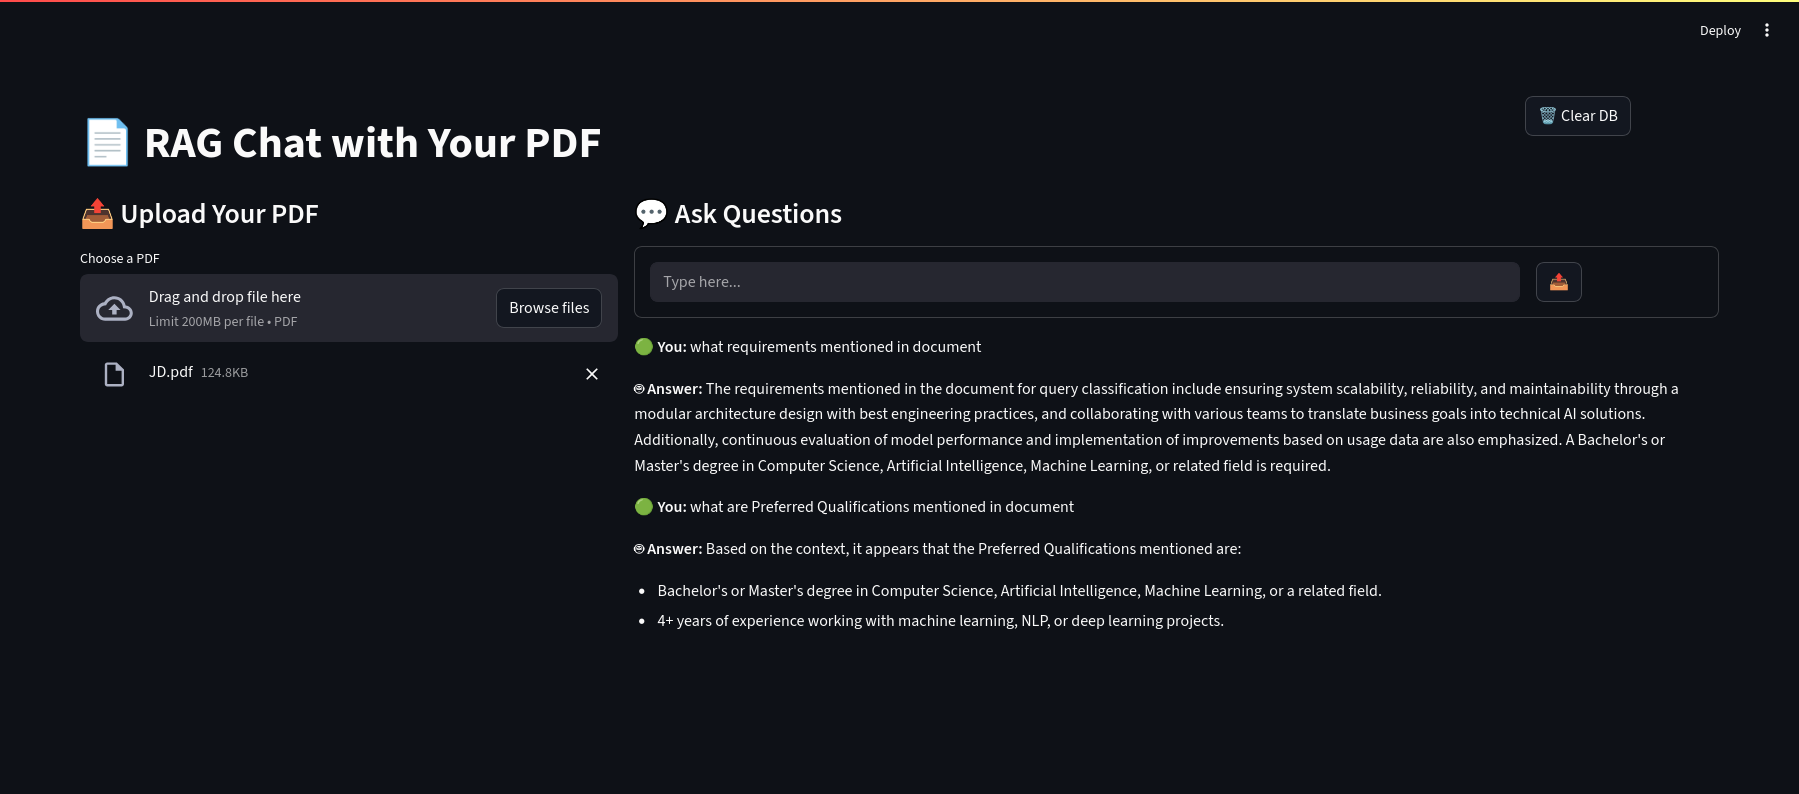 Deploy
🗑️ Clear DB
📄 RAG Chat with Your PDF
📤 Upload Your PDF
Choose a PDF
Drag and drop file here
Limit 200MB per file • PDF
Browse files
JD.pdf 124.8KB
💬 Ask Questions
Type here...
📤
🟢 You: what requirements mentioned in document
Answer: The requirements mentioned in the document for query classification include ensuring system scalability, reliability, and maintainability through a
modular architecture design with best engineering practices, and collaborating with various teams to translate business goals into technical AI solutions.
Additionally, continuous evaluation of model performance and implementation of improvements based on usage data are also emphasized. A Bachelor's or
Master's degree in Computer Science, Artificial Intelligence, Machine Learning, or related field is required.
🟢 You: what are Preferred Qualifications mentioned in document
Answer: Based on the context, it appears that the Preferred Qualifications mentioned are:
• Bachelor's or Master's degree in Computer Science, Artificial Intelligence, Machine Learning, or a related field.
• 4+ years of experience working with machine learning, NLP, or deep learning projects.